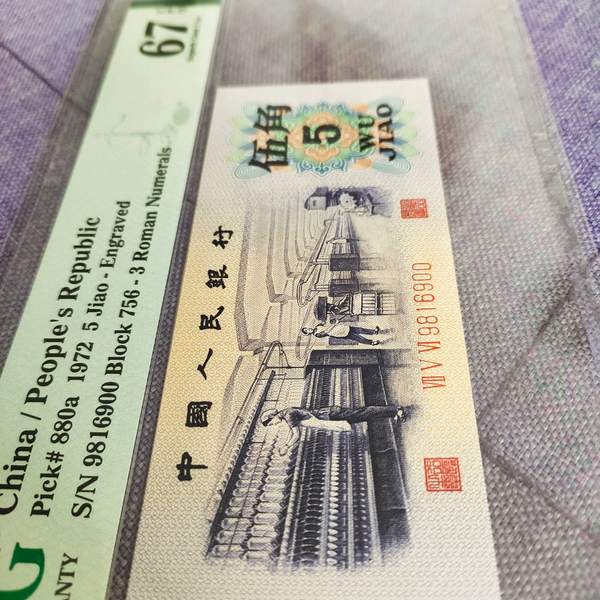 67
China / People's Republic
Pick# 880a 1972 5 Jiao - Engraved
S/N 9816900 Block 756 - 3 Roman Numerals
G
ANTY
伍角
5
WU
JIAO
中國人民銀行
VII V VI 9816900